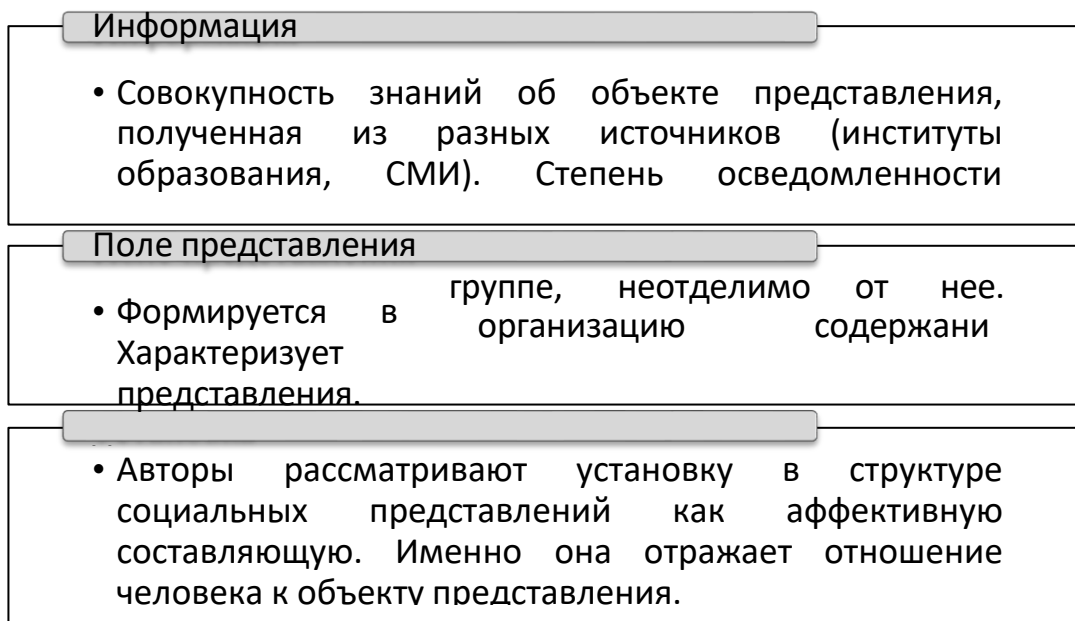 Информация
• Совокупность знаний об объекте представления,
полученная из разных источников (институты
образования, СМИ). Степень осведомленности
Поле представления
• Формируется в группе, неотделимо от нее.
Характеризует организацию содержани
представления.
• Авторы рассматривают установку в структуре
социальных представлений как аффективную
составляющую. Именно она отражает отношение
человека к объекту представления.